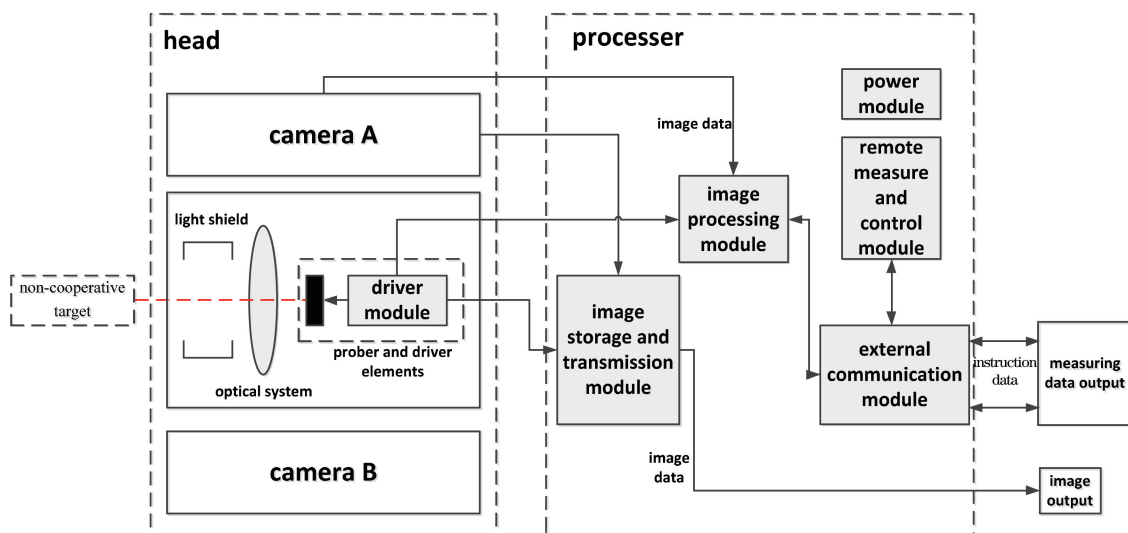 head
processer
camera A
power
module
image data
remote
measure
and
control
module
image
processing
module
light shield
non-cooperative
target
driver
module
prober and driver
elements
optical system
image
storage and
transmission
module
external
communication
module
instruction
data
measuring
data output
camera B
image
data
image
output